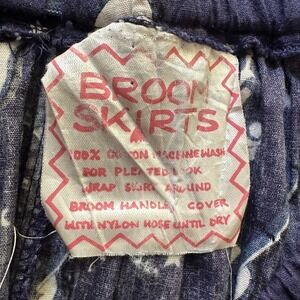 BROOM
SKIRTS
100% COTTON MACHINE WASH
FOR PLEATED LOOK
WRAP SKIRT AROUND
BROOM HANDLE COVER
WITH NYLON HOSE UNTIL DRY